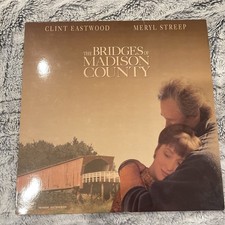 CLINT EASTWOOD MERYL STREEP
THE BRIDGES OF
MADISON
COUNTY